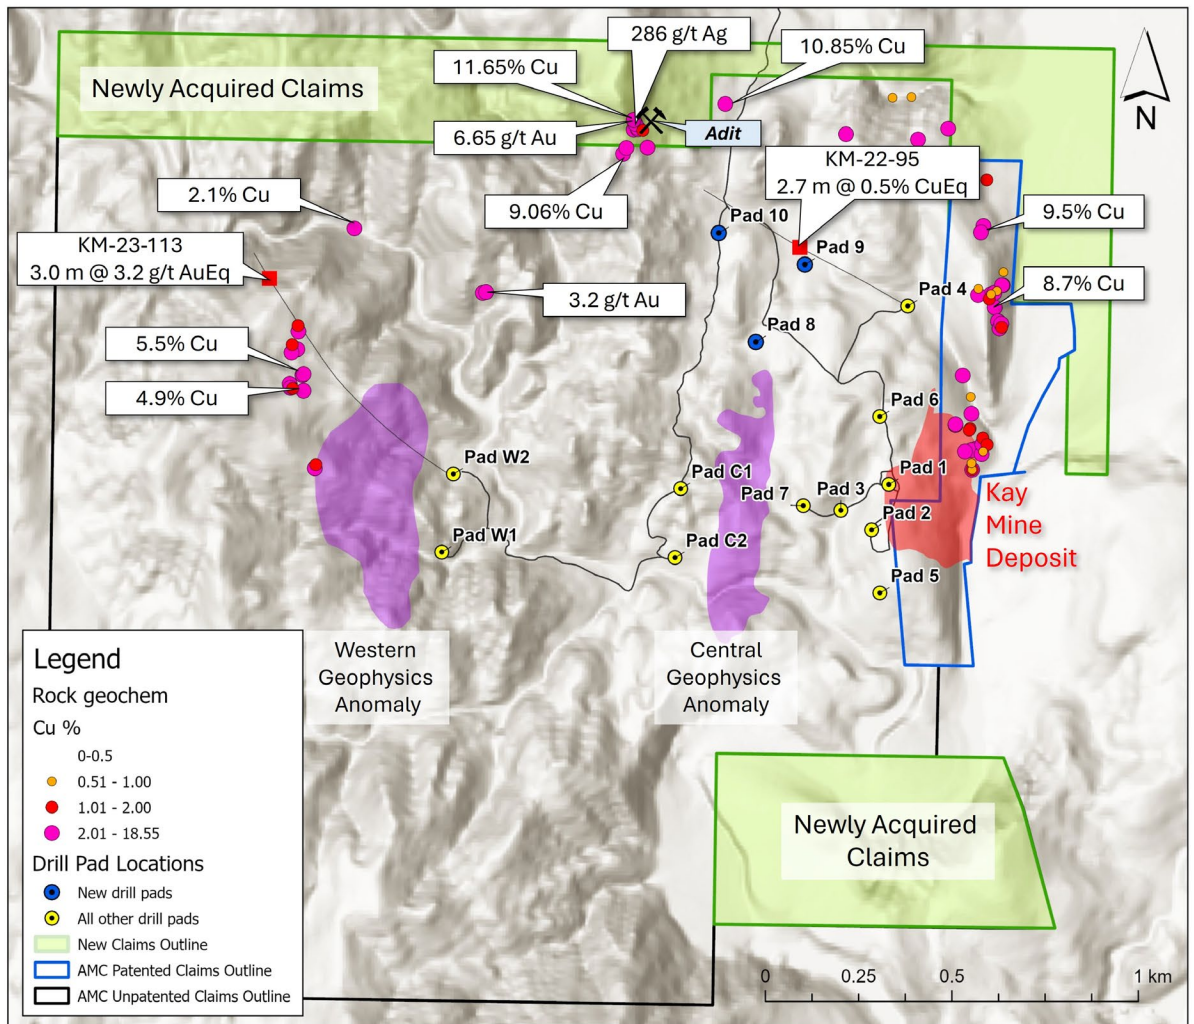 286 g/t Ag
10.85% Cu
11.65% Cu
Newly Acquired Claims
N
6.65 g/t Au
Adit
KM-22-95
2.7 m @ 0.5% CuEq
2.1% Cu
9.06% Cu
Pad 10
9.5% Cu
KM-23-113
3.0 m @ 3.2 g/t AuEq
Pad 9
3.2 g/t Au
Pad 4
8.7% Cu
Pad 8
5.5% Cu
4.9% Cu
Pad 6
Pad W2
Pad C1
Pad 7
Pad 3
Pad 1
Kay
Mine
Deposit
Pad 2
Pad W1
Pad C2
Pad 5
Western
Geophysics
Anomaly
Central
Geophysics
Anomaly
Legend
Rock geochem
Cu %
0-0.5
0.51 - 1.00
1.01 - 2.00
2.01 - 18.55
Drill Pad Locations
New drill pads
All other drill pads
New Claims Outline
AMC Patented Claims Outline
AMC Unpatented Claims Outline
Newly Acquired
Claims
0 0.25 0.5 1 km